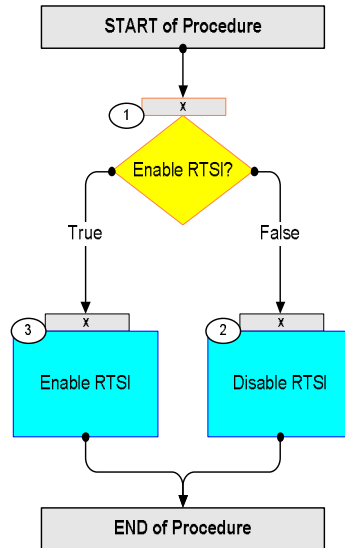 START of Procedure
x
1
Enable RTSI?
True
False
x
x
3
2
Enable RTSI
Disable RTSI
END of Procedure